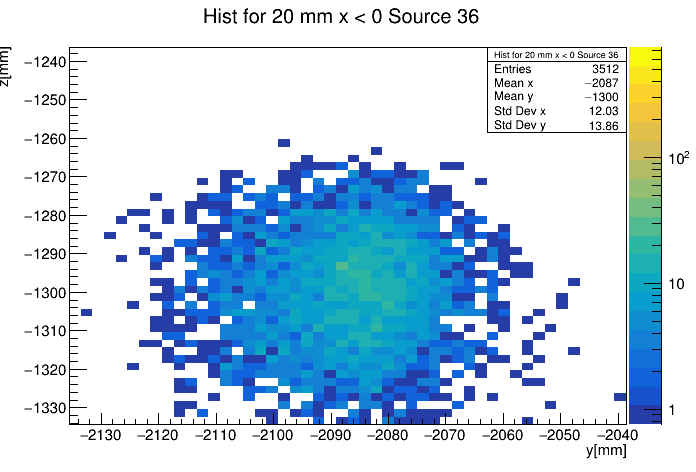 Hist for 20 mm x < 0 Source 36
z[mm]
−1240
−1250
−1260
−1270
−1280
−1290
−1300
−1310
−1320
−1330
Hist for 20 mm x < 0 Source 36
Entries 3512
Mean x −2087
Mean y −1300
Std Dev x 12.03
Std Dev y 13.86
10²
10
1
−2130 −2120 −2110 −2100 −2090 −2080 −2070 −2060 −2050 −2040
y[mm]